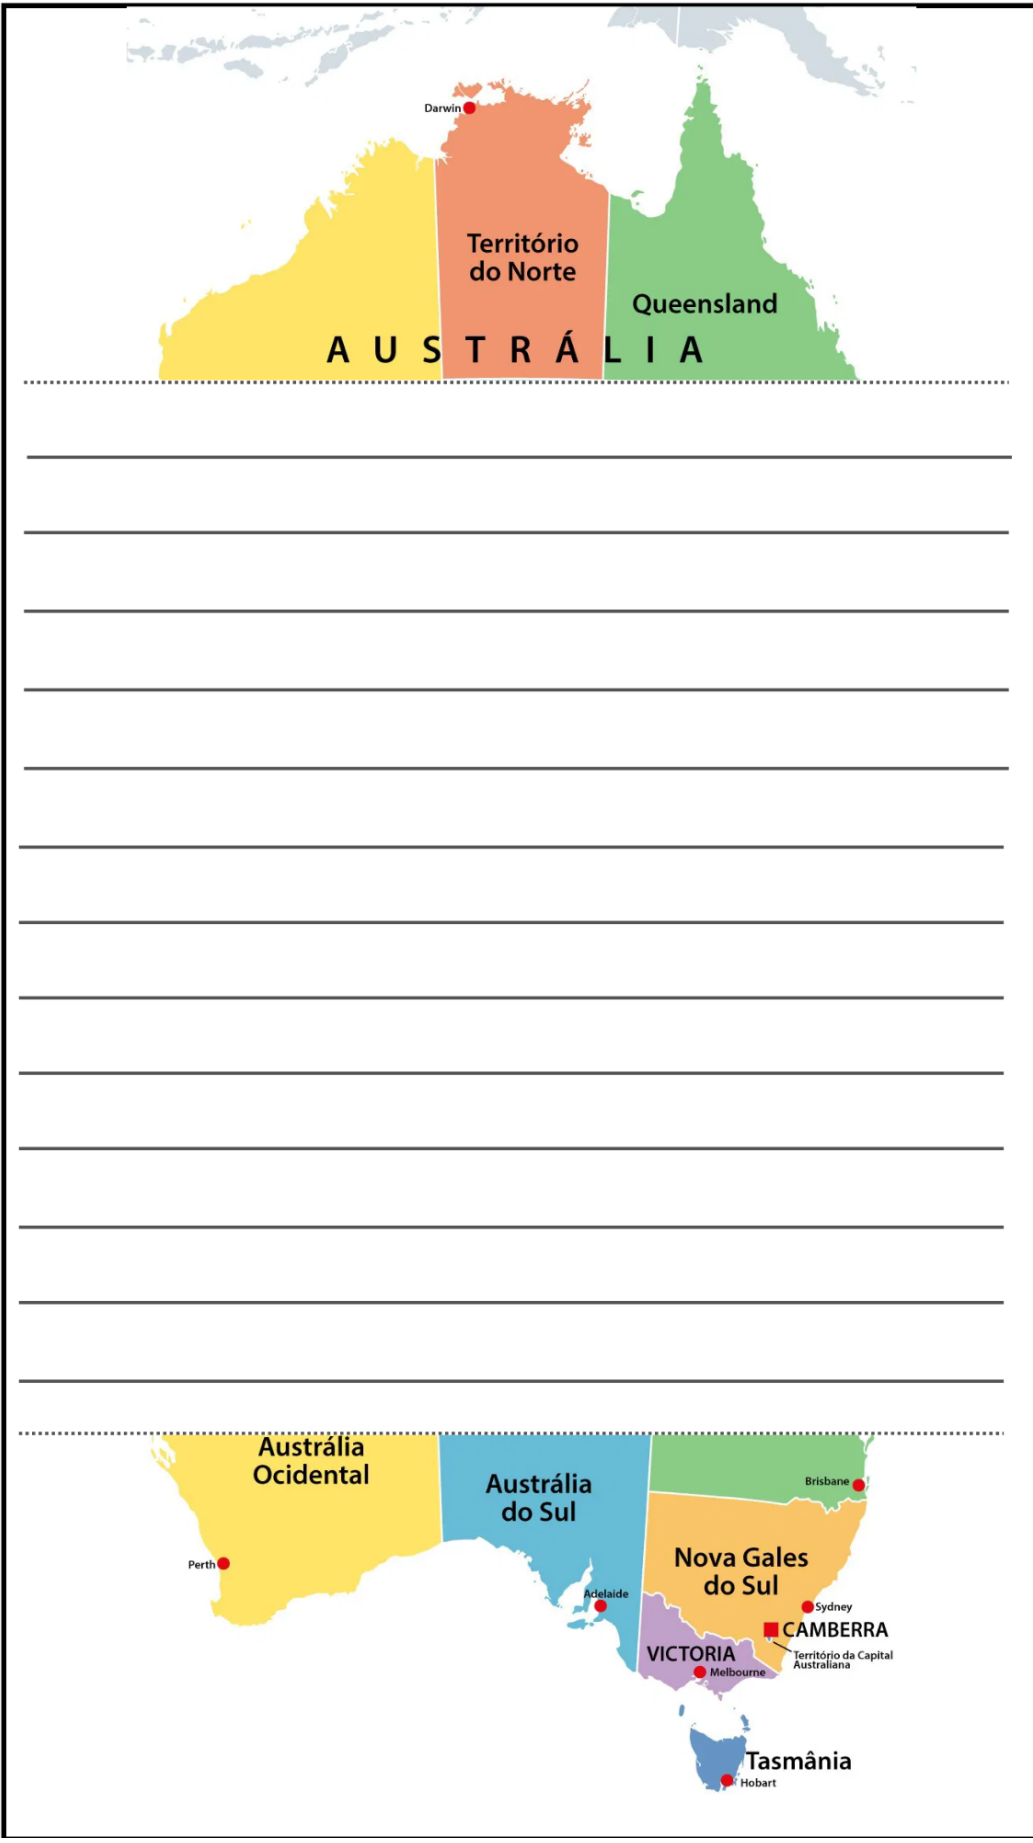 Darwin
Território
do Norte
Queensland
AUSTRÁLIA
Austrália
Ocidental
Austrália
do Sul
Brisbane
Perth
Nova Gales
do Sul
Adelaide
Sydney
CAMBERRA
VICTORIA
Território da Capital
Australiana
Melbourne
Tasmânia
Hobart